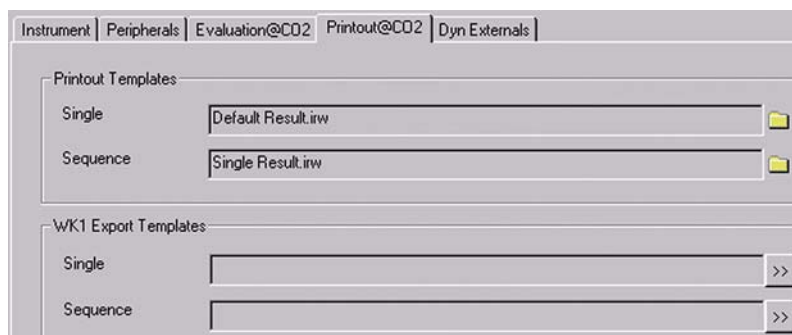 Instrument Peripherals Evaluation@CO2 Printout@CO2 Dyn Externals
Printout Templates
Single Default Result.irw
Sequence Single Result.irw
WK1 Export Templates
Single >>
Sequence >>